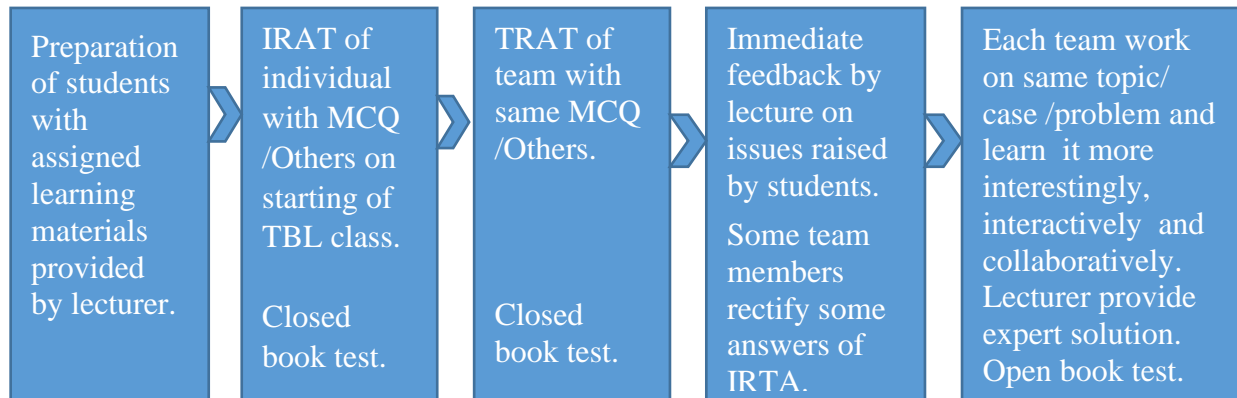 Preparation
of students
with
assigned
learning
materials
provided
by lecturer.
IRAT of
individual
with MCQ
/Others on
starting of
TBL class.
Closed
book test.
TRAT of
team with
same MCQ
/Others.
Closed
book test.
Immediate
feedback by
lecture on
issues raised
by students.
Some team
members
rectify some
answers of
IRTA.
Each team work
on same topic/
case /problem and
learn it more
interestingly,
interactively and
collaboratively.
Lecturer provide
expert solution.
Open book test.